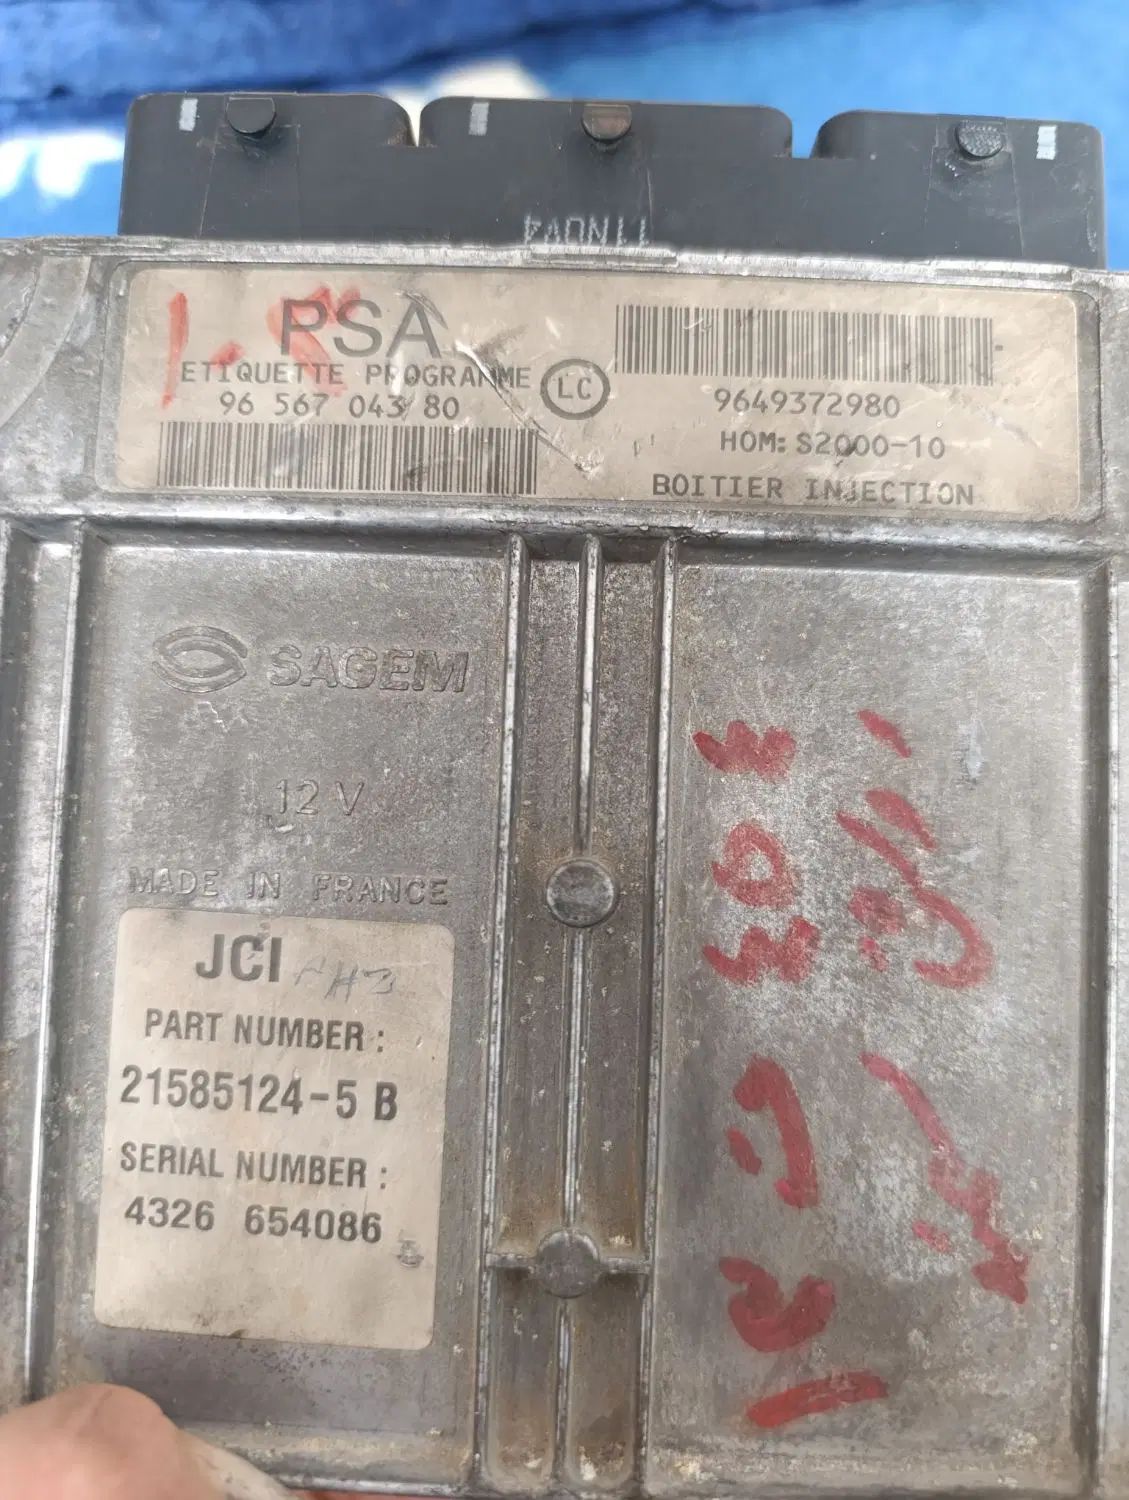 PSA
ETIQUETTE PROGRAMME
96 567 043 80
LC
9649372980
HOM: S2000-10
BOITIER INJECTION
SAGEM
12 V
MADE IN FRANCE
JCI
PART NUMBER :
21585124-5 B
SERIAL NUMBER :
4326 654086